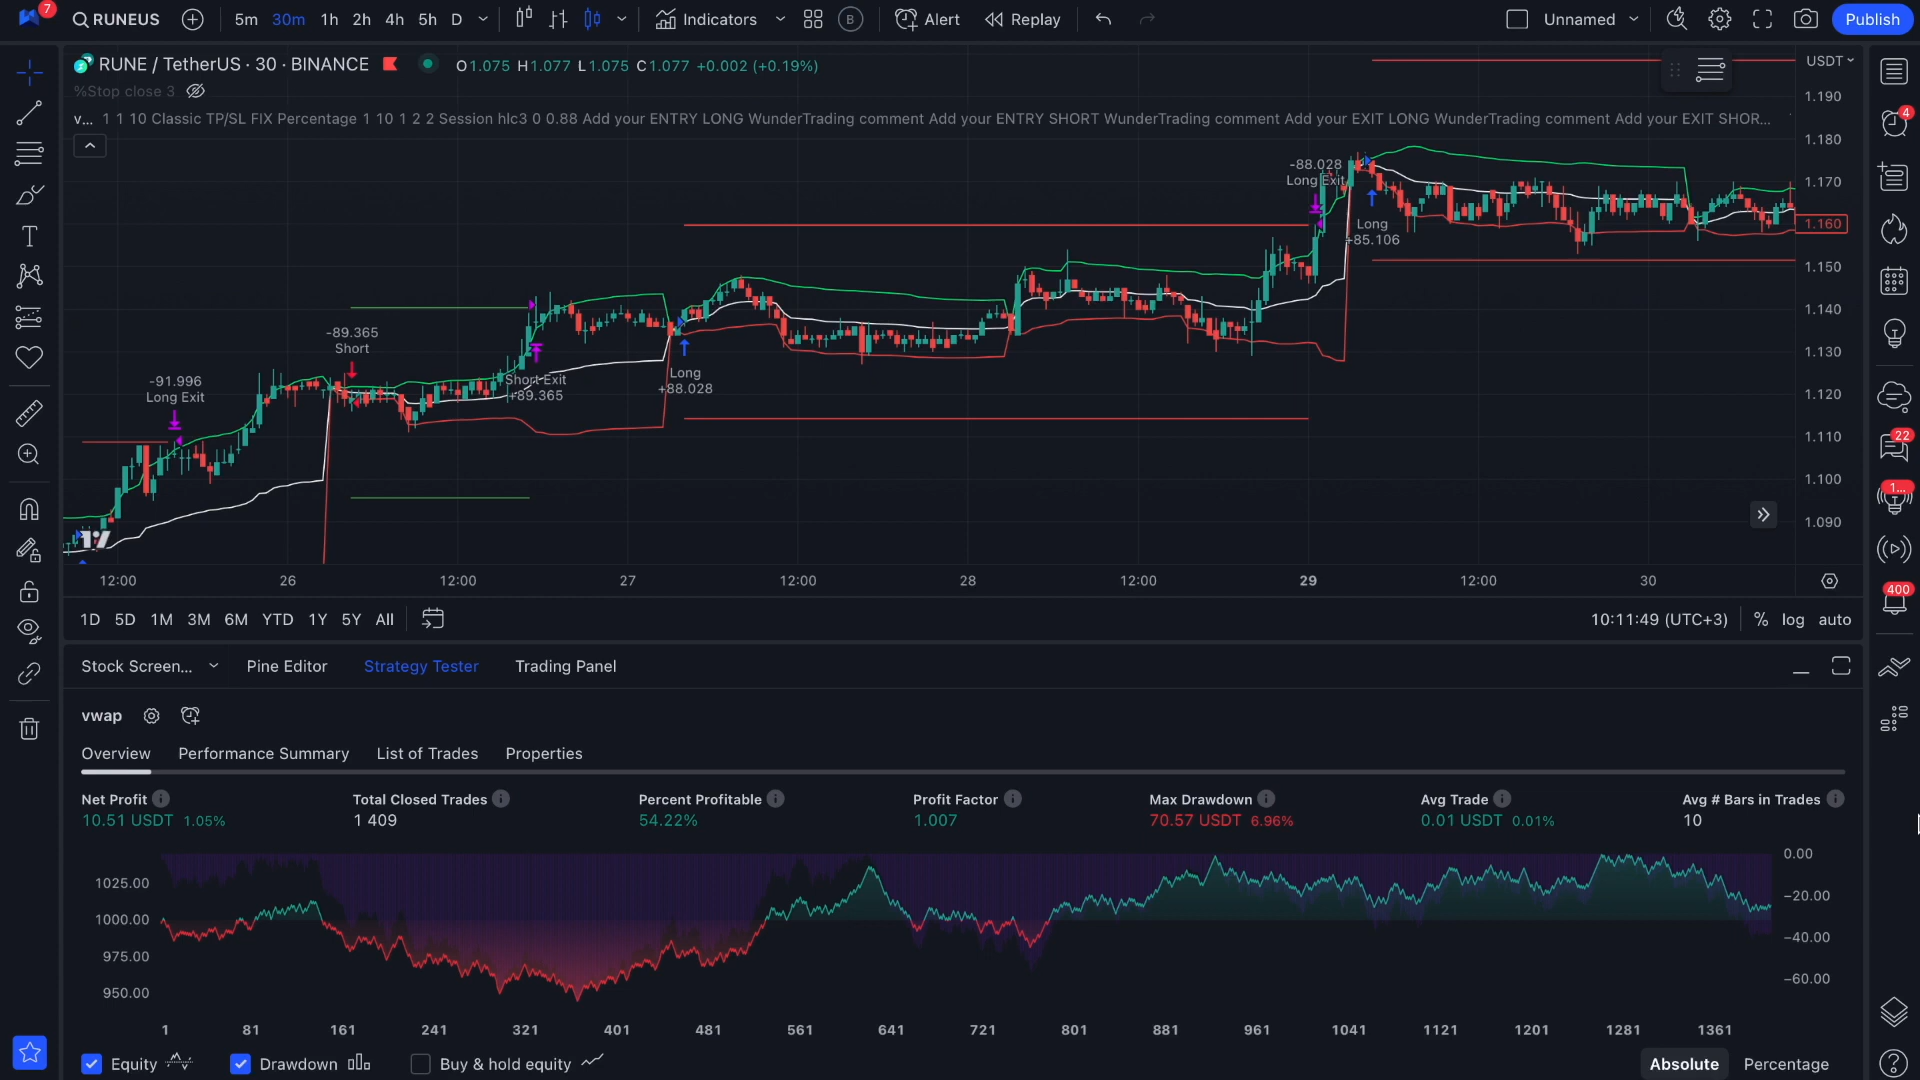 7
RUNEUS
5m 30m 1h 2h 4h 5h D
Indicators
B
Alert
Replay
Unnamed
Publish
RUNE / TetherUS · 30 · BINANCE
O1.075 H1.077 L1.075 C1.077 +0.002 (+0.19%)
USDT
%Stop close 3
v... 1 1 10 Classic TP/SL FIX Percentage 1 10 1 2 2 Session hlc3 0 0.88 Add your ENTRY LONG WunderTrading comment Add your ENTRY SHORT WunderTrading comment Add your EXIT LONG WunderTrading comment Add your EXIT SHOR...
1.190
1.180
1.170
1.160
1.150
1.140
1.130
1.120
1.110
1.100
1.090
-91.996
Long Exit
-89.365
Short
Short Exit
+89.365
Long
+88.028
-88.028
Long Exit
Long
+85.106
12:00 26 12:00 27 12:00 28 12:00 29 12:00 30
4
22
1...
400
1D 5D 1M 3M 6M YTD 1Y 5Y All
10:11:49 (UTC+3) % log auto
Stock Screen... Pine Editor Strategy Tester Trading Panel
vwap
Overview Performance Summary List of Trades Properties
Net Profit Total Closed Trades Percent Profitable Profit Factor Max Drawdown Avg Trade Avg # Bars in Trades
10.51 USDT 1.05% 1 409 54.22% 1.007 70.57 USDT 6.96% 0.01 USDT 0.01% 10
1025.00
1000.00
975.00
950.00
0.00
−20.00
−40.00
−60.00
1 81 161 241 321 401 481 561 641 721 801 881 961 1041 1121 1201 1281 1361
Equity Drawdown Buy & hold equity
Absolute Percentage